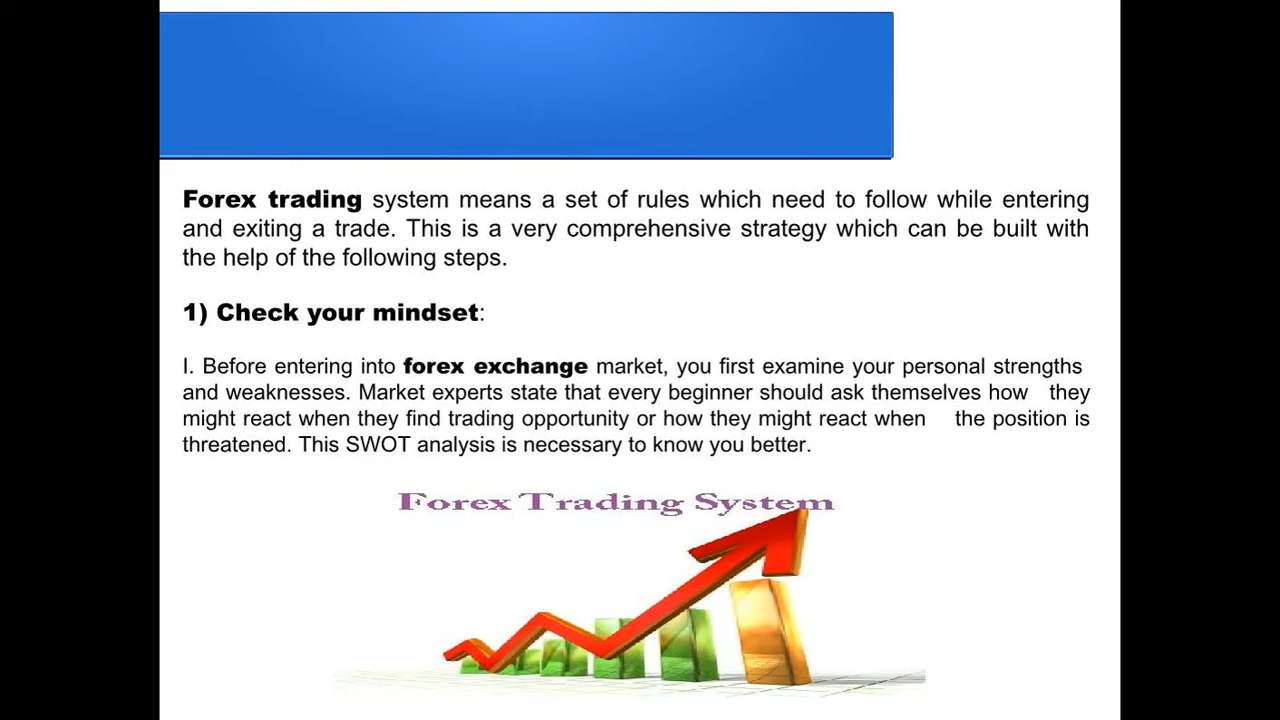 Forex trading system means a set of rules which need to follow while entering
and exiting a trade. This is a very comprehensive strategy which can be built with
the help of the following steps.
1) Check your mindset:
I. Before entering into forex exchange market, you first examine your personal strengths
and weaknesses. Market experts state that every beginner should ask themselves how they
might react when they find trading opportunity or how they might react when the position is
threatened. This SWOT analysis is necessary to know you better.
Forex Trading System